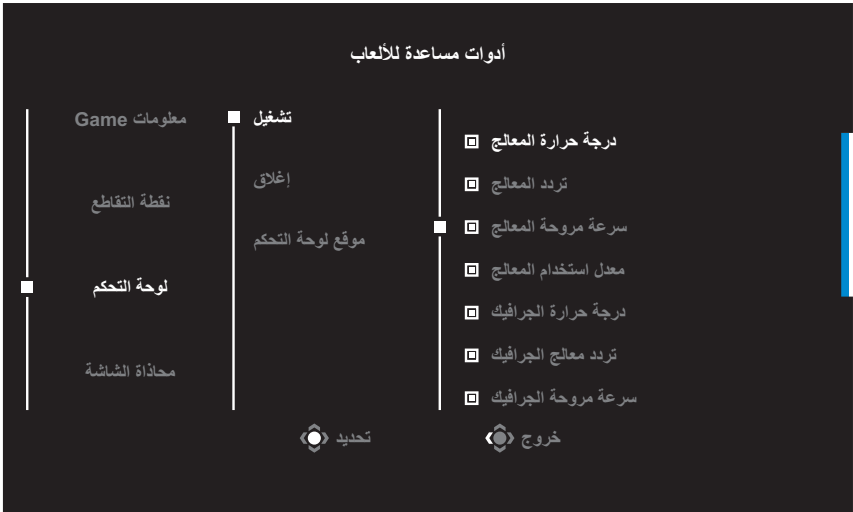 أدوات مساعدة للألعاب
معلومات Game
نقطة التقاطع
لوحة التحكم
محاذاة الشاشة
تشغيل
إغلاق
موقع لوحة التحكم
درجة حرارة المعالج
تردد المعالج
سرعة مروحة المعالج
معدل استخدام المعالج
درجة حرارة الجرافيك
تردد معالج الجرافيك
سرعة مروحة الجرافيك
تحديد
خروج